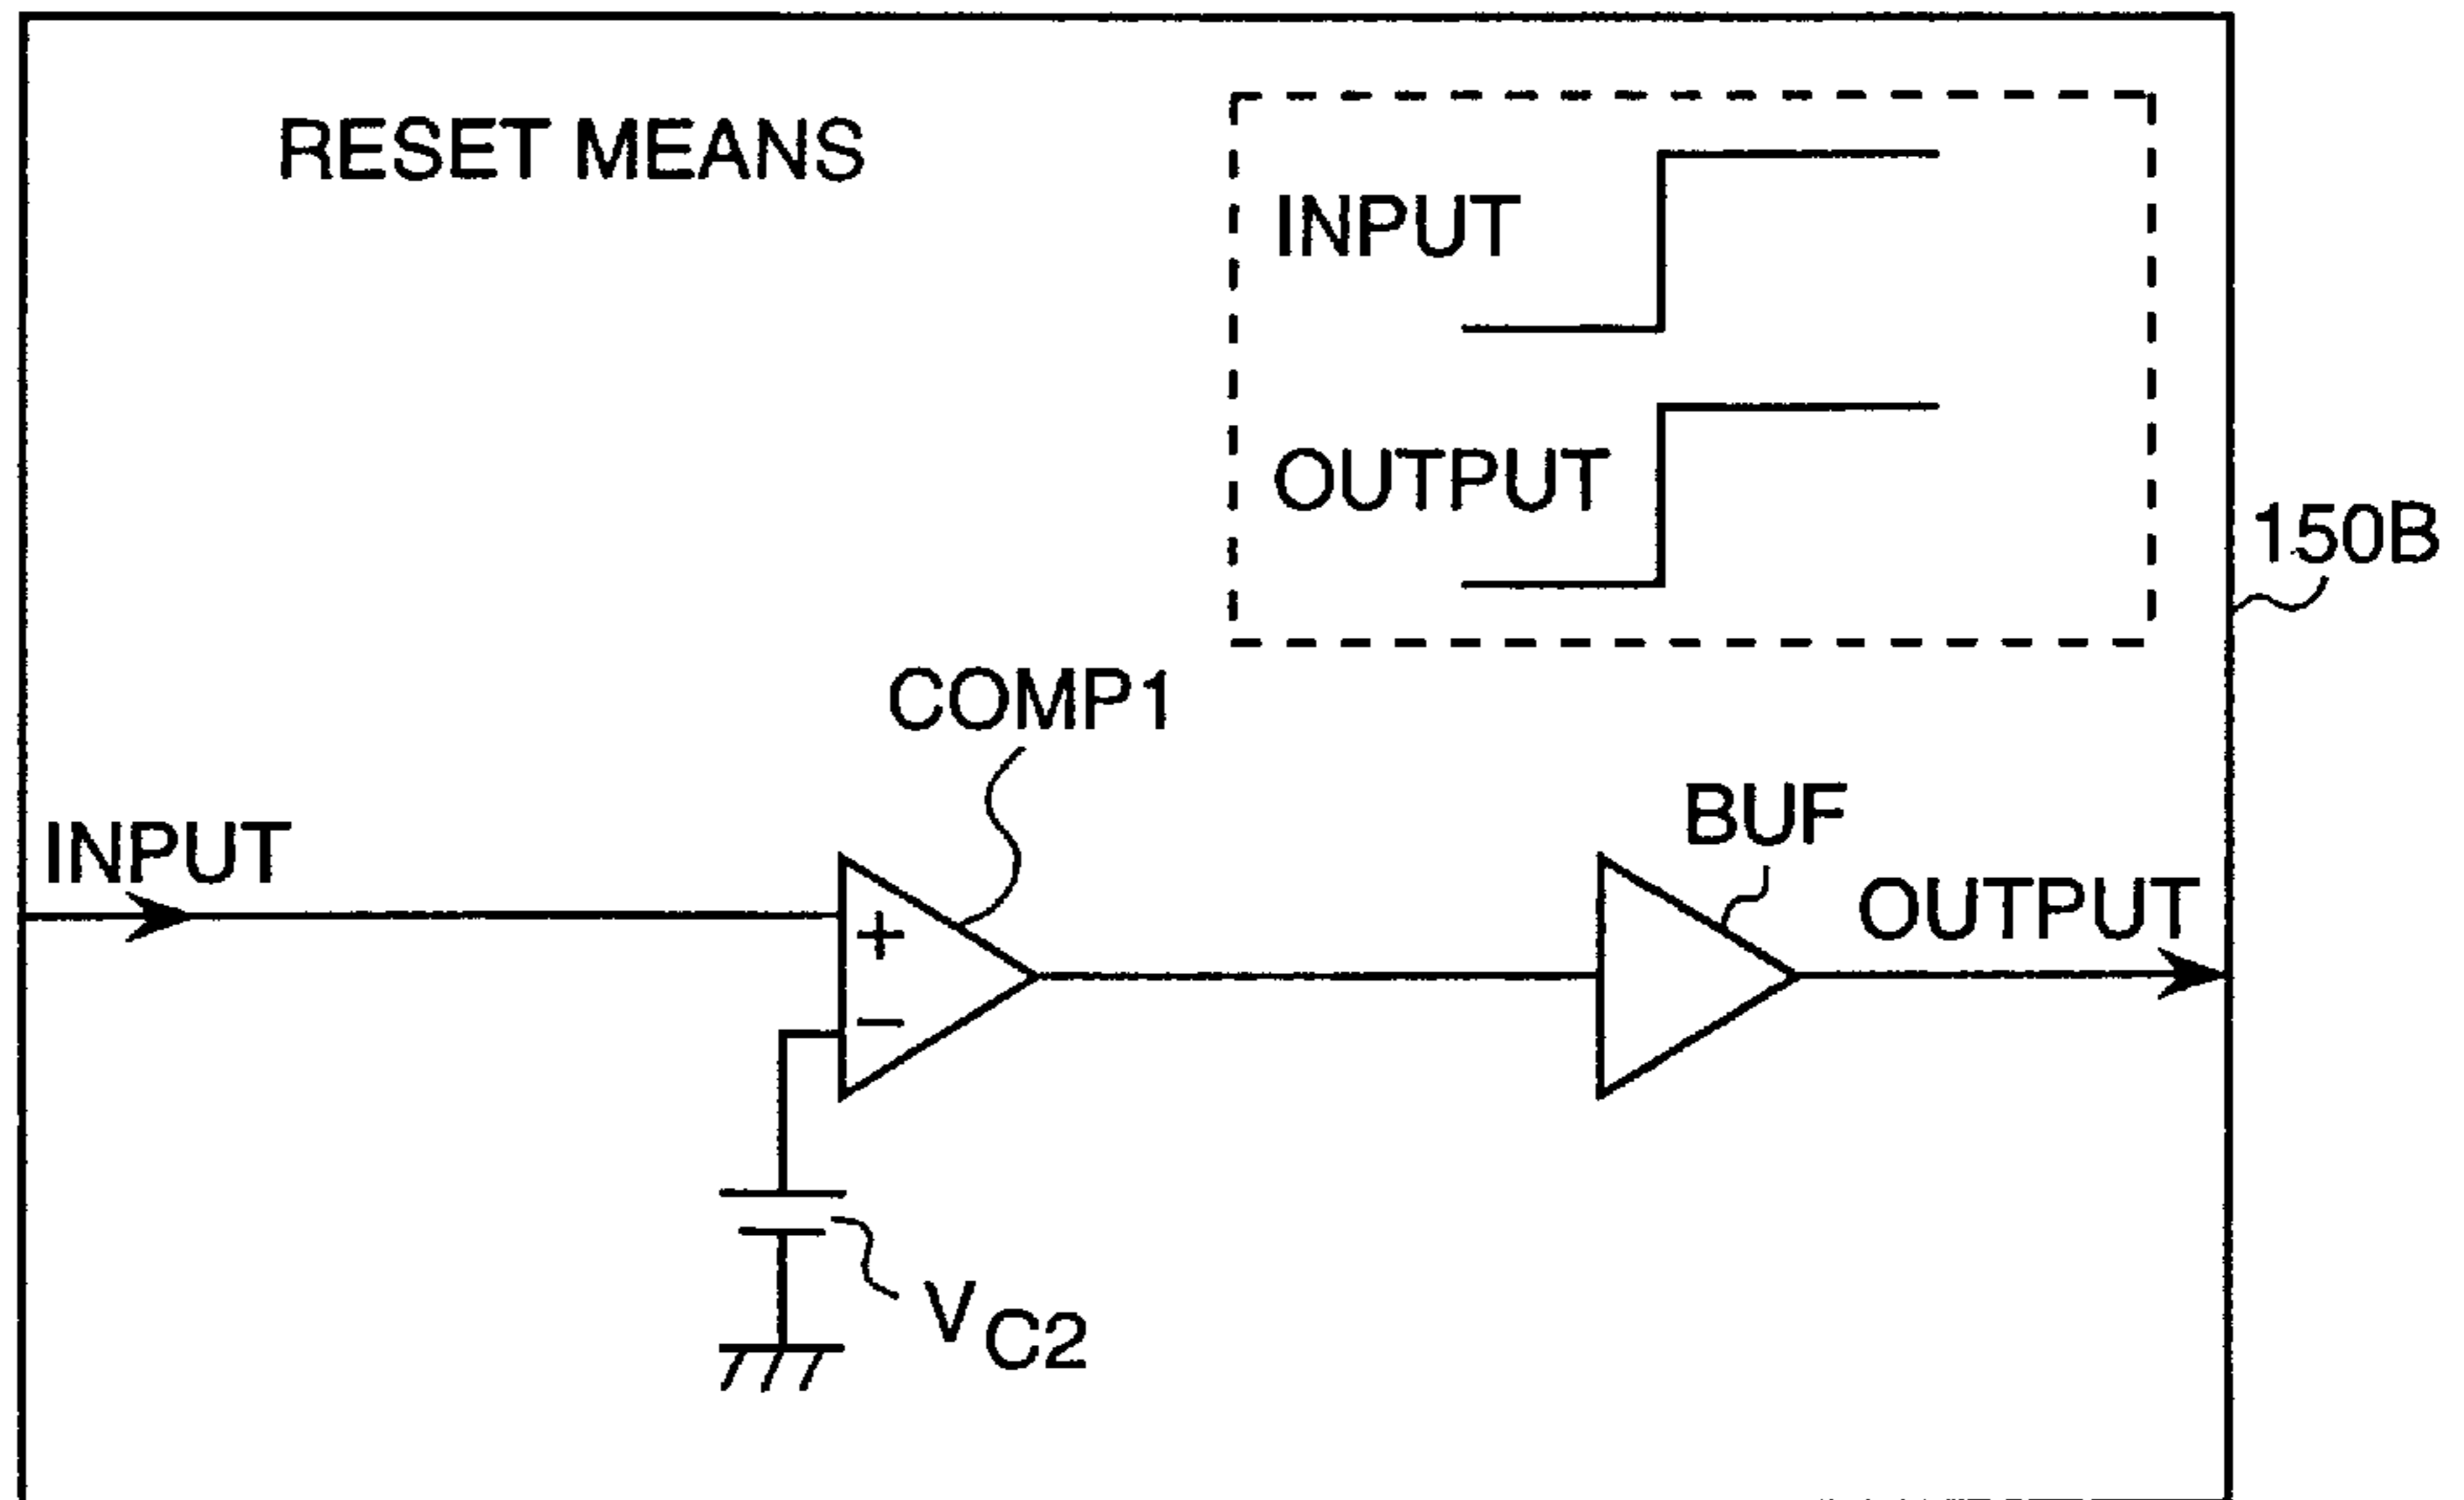 RESET MEANS
INPUT
OUTPUT
150B
COMP1
BUF
INPUT
OUTPUT
+
−
VC2